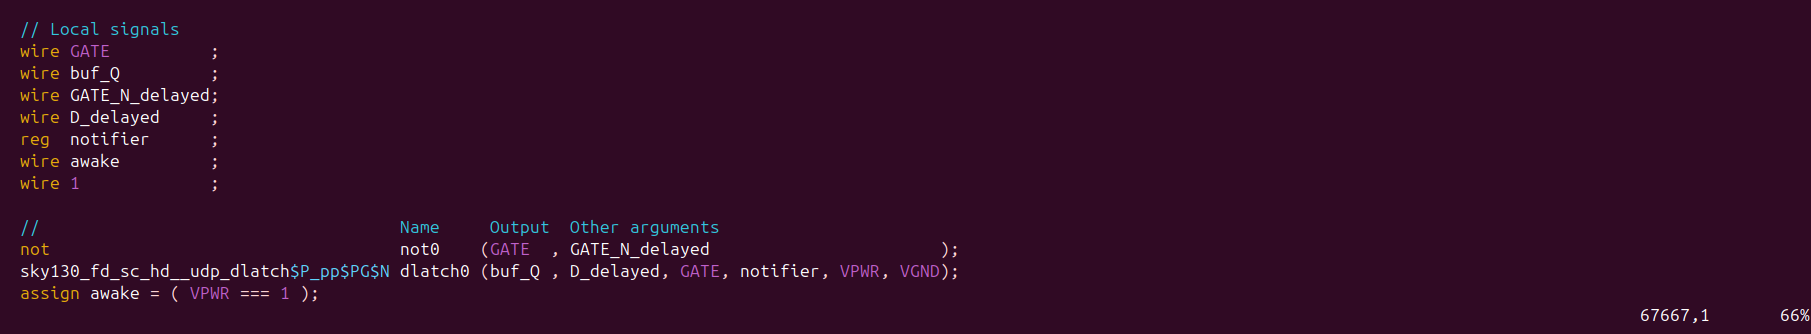 // Local signals
wire GATE          ;
wire buf_Q         ;
wire GATE_N_delayed;
wire D_delayed     ;
reg  notifier      ;
wire awake         ;
wire 1             ;
//                                    Name     Output  Other arguments
not                                   not0    (GATE  , GATE_N_delayed                       );
sky130_fd_sc_hd__udp_dlatch$P_pp$PG$N dlatch0 (buf_Q , D_delayed, GATE, notifier, VPWR, VGND);
assign awake = ( VPWR === 1 );
67667,1       66%